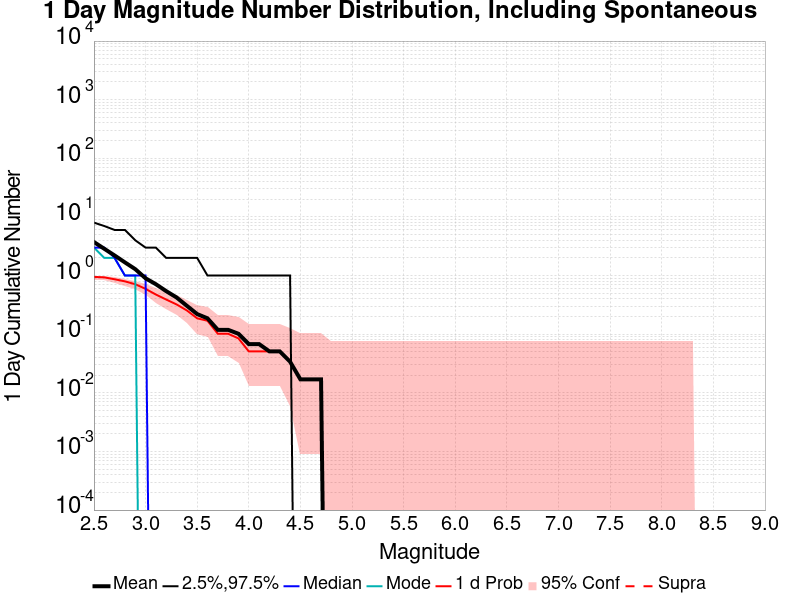 1 Day Magnitude Number Distribution, Including Spontaneous
10^4
10^3
10^2
10^1
10^0
10^-1
10^-2
10^-3
10^-4
1 Day Cumulative Number
2.5 3.0 3.5 4.0 4.5 5.0 5.5 6.0 6.5 7.0 7.5 8.0 8.5 9.0
Magnitude
Mean 2.5%,97.5% Median Mode 1 d Prob 95% Conf Supra